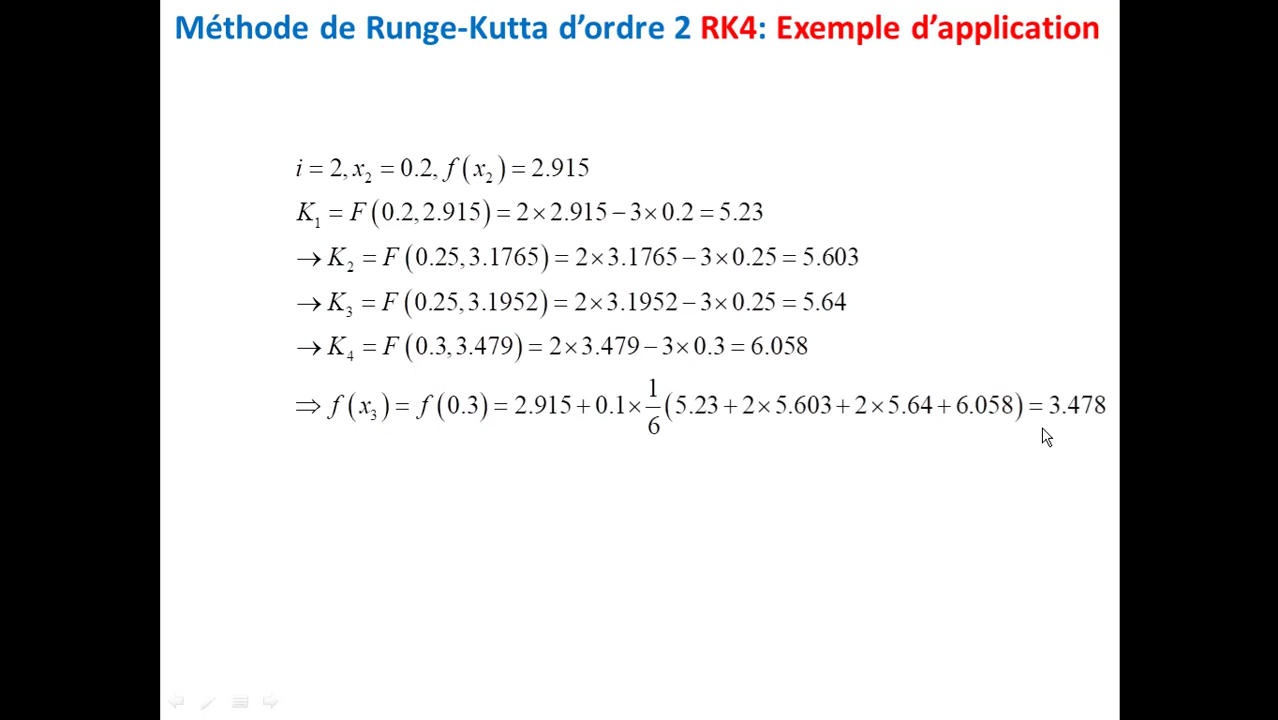 Méthode de Runge-Kutta d’ordre 2 RK4: Exemple d’application
i = 2, x₂ = 0.2, f(x₂) = 2.915
K₁ = F(0.2, 2.915) = 2×2.915−3×0.2 = 5.23
→ K₂ = F(0.25, 3.1765) = 2×3.1765−3×0.25 = 5.603
→ K₃ = F(0.25, 3.1952) = 2×3.1952−3×0.25 = 5.64
→ K₄ = F(0.3, 3.479) = 2×3.479−3×0.3 = 6.058
⇒ f(x₃) = f(0.3) = 2.915+0.1×1/6(5.23+2×5.603+2×5.64+6.058) = 3.478